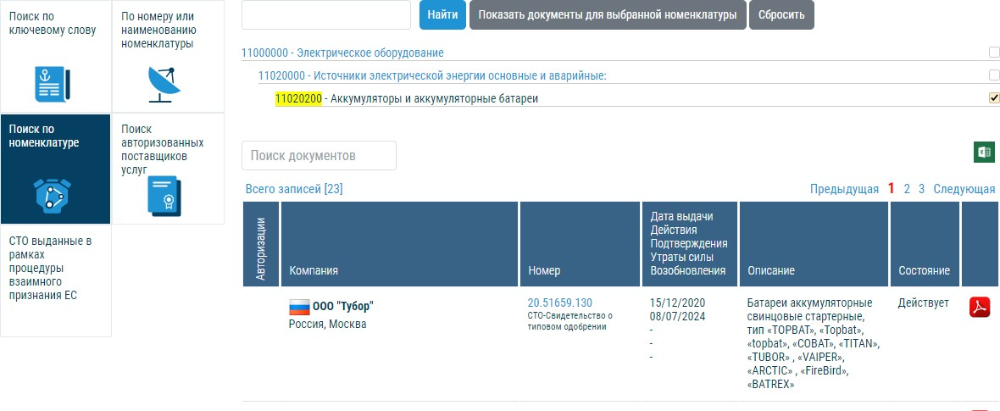 Поиск по
ключевому слову
По номеру или
наименованию
номенклатуры
Поиск по
номенклатуре
Поиск
авторизованных
поставщиков
услуг
СТО выданные в
рамках
процедуры
взаимного
признания ЕС
Найти
Показать документы для выбранной номенклатуры
Сбросить
11000000 - Электрическое оборудование
11020000 - Источники электрической энергии основные и аварийные:
11020200 - Аккумуляторы и аккумуляторные батареи
Поиск документов
Всего записей [23]
Предыдущая 1 2 3 Следующая
Авторизации
Компания
Номер
Дата выдачи
Действия
Подтверждения
Утраты силы
Возобновления
Описание
Состояние
ООО "Тубор"
Россия, Москва
20.51659.130
СТО-Свидетельство о
типовом одобрении
15/12/2020
08/07/2024
-
-
-
Батареи аккумуляторные
свинцовые стартерные,
тип «TOPBAT», «Topbat»,
«topbat», «COBAT», «TITAN»,
«TUBOR» , «VAIPER»,
«ARCTIC» , «FireBird»,
«BATREX»
Действует